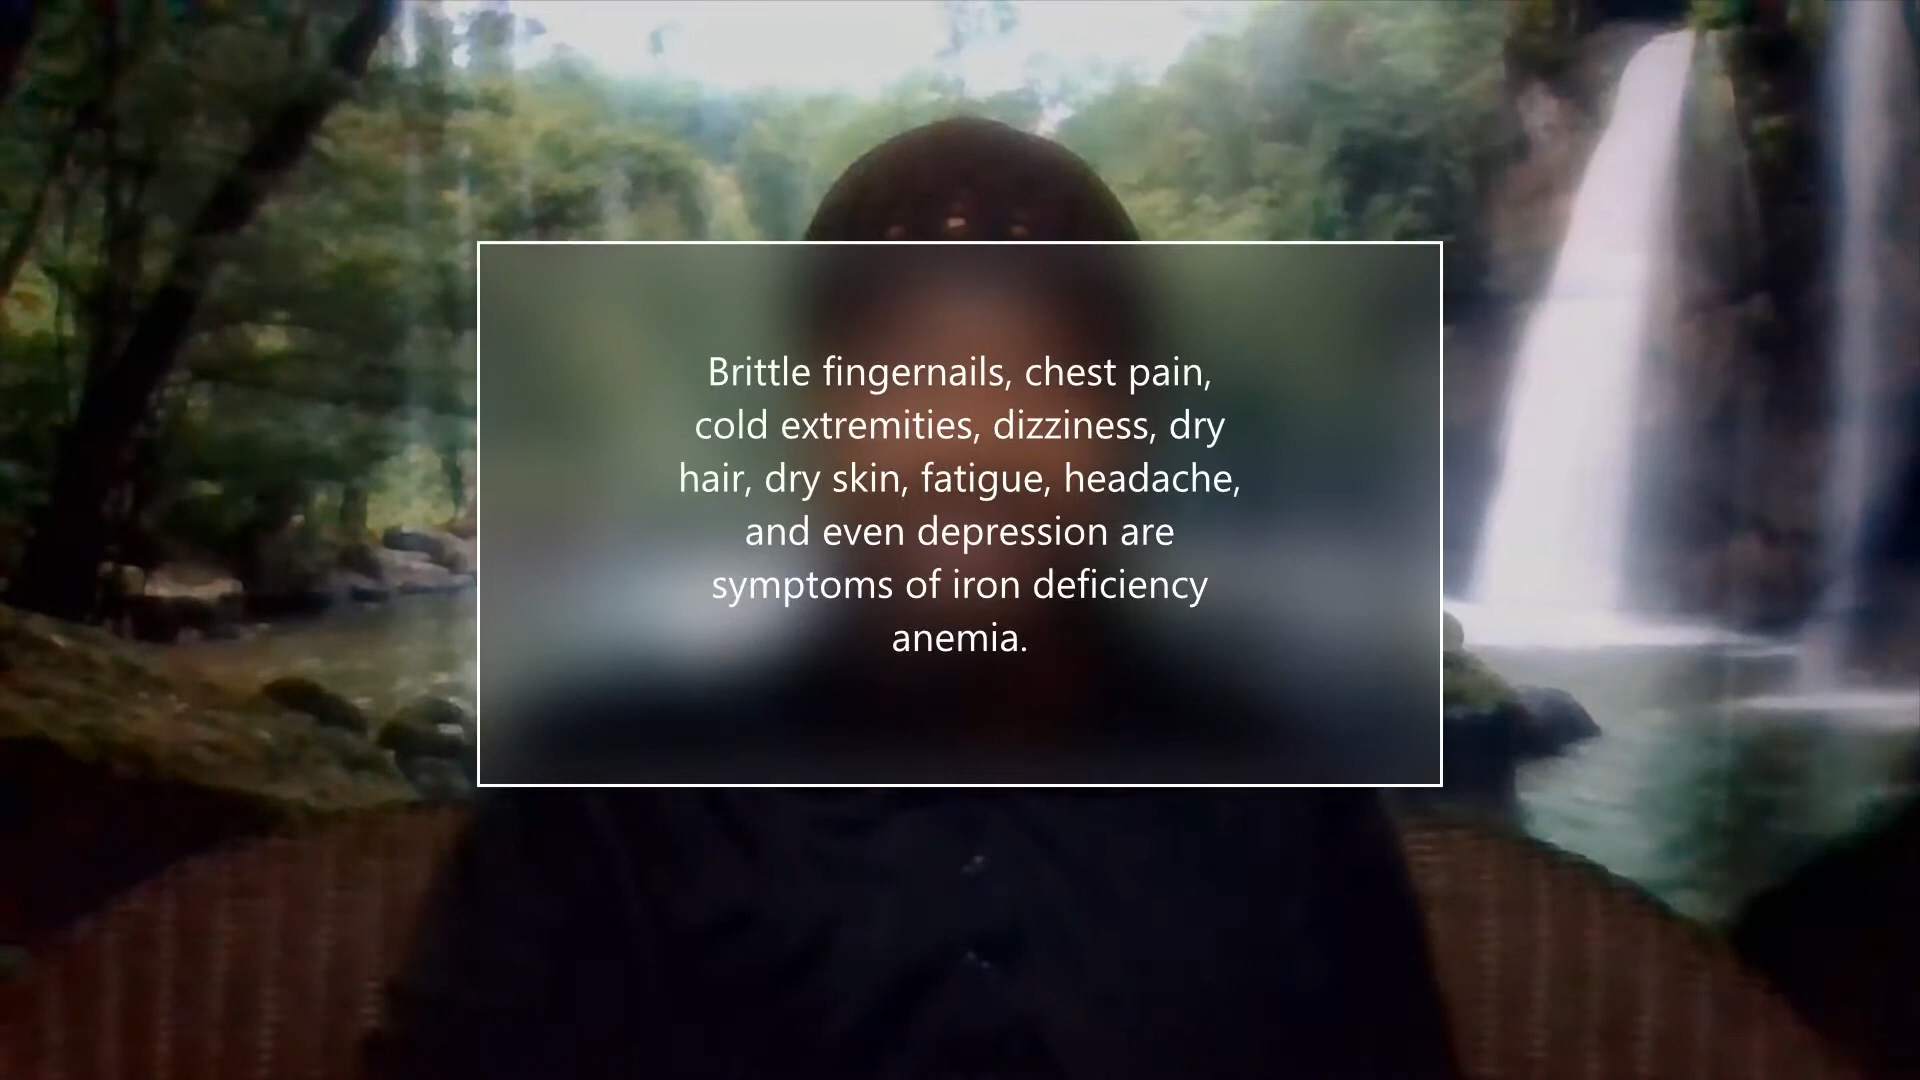 Brittle fingernails, chest pain,
cold extremities, dizziness, dry
hair, dry skin, fatigue, headache,
and even depression are
symptoms of iron deficiency
anemia.